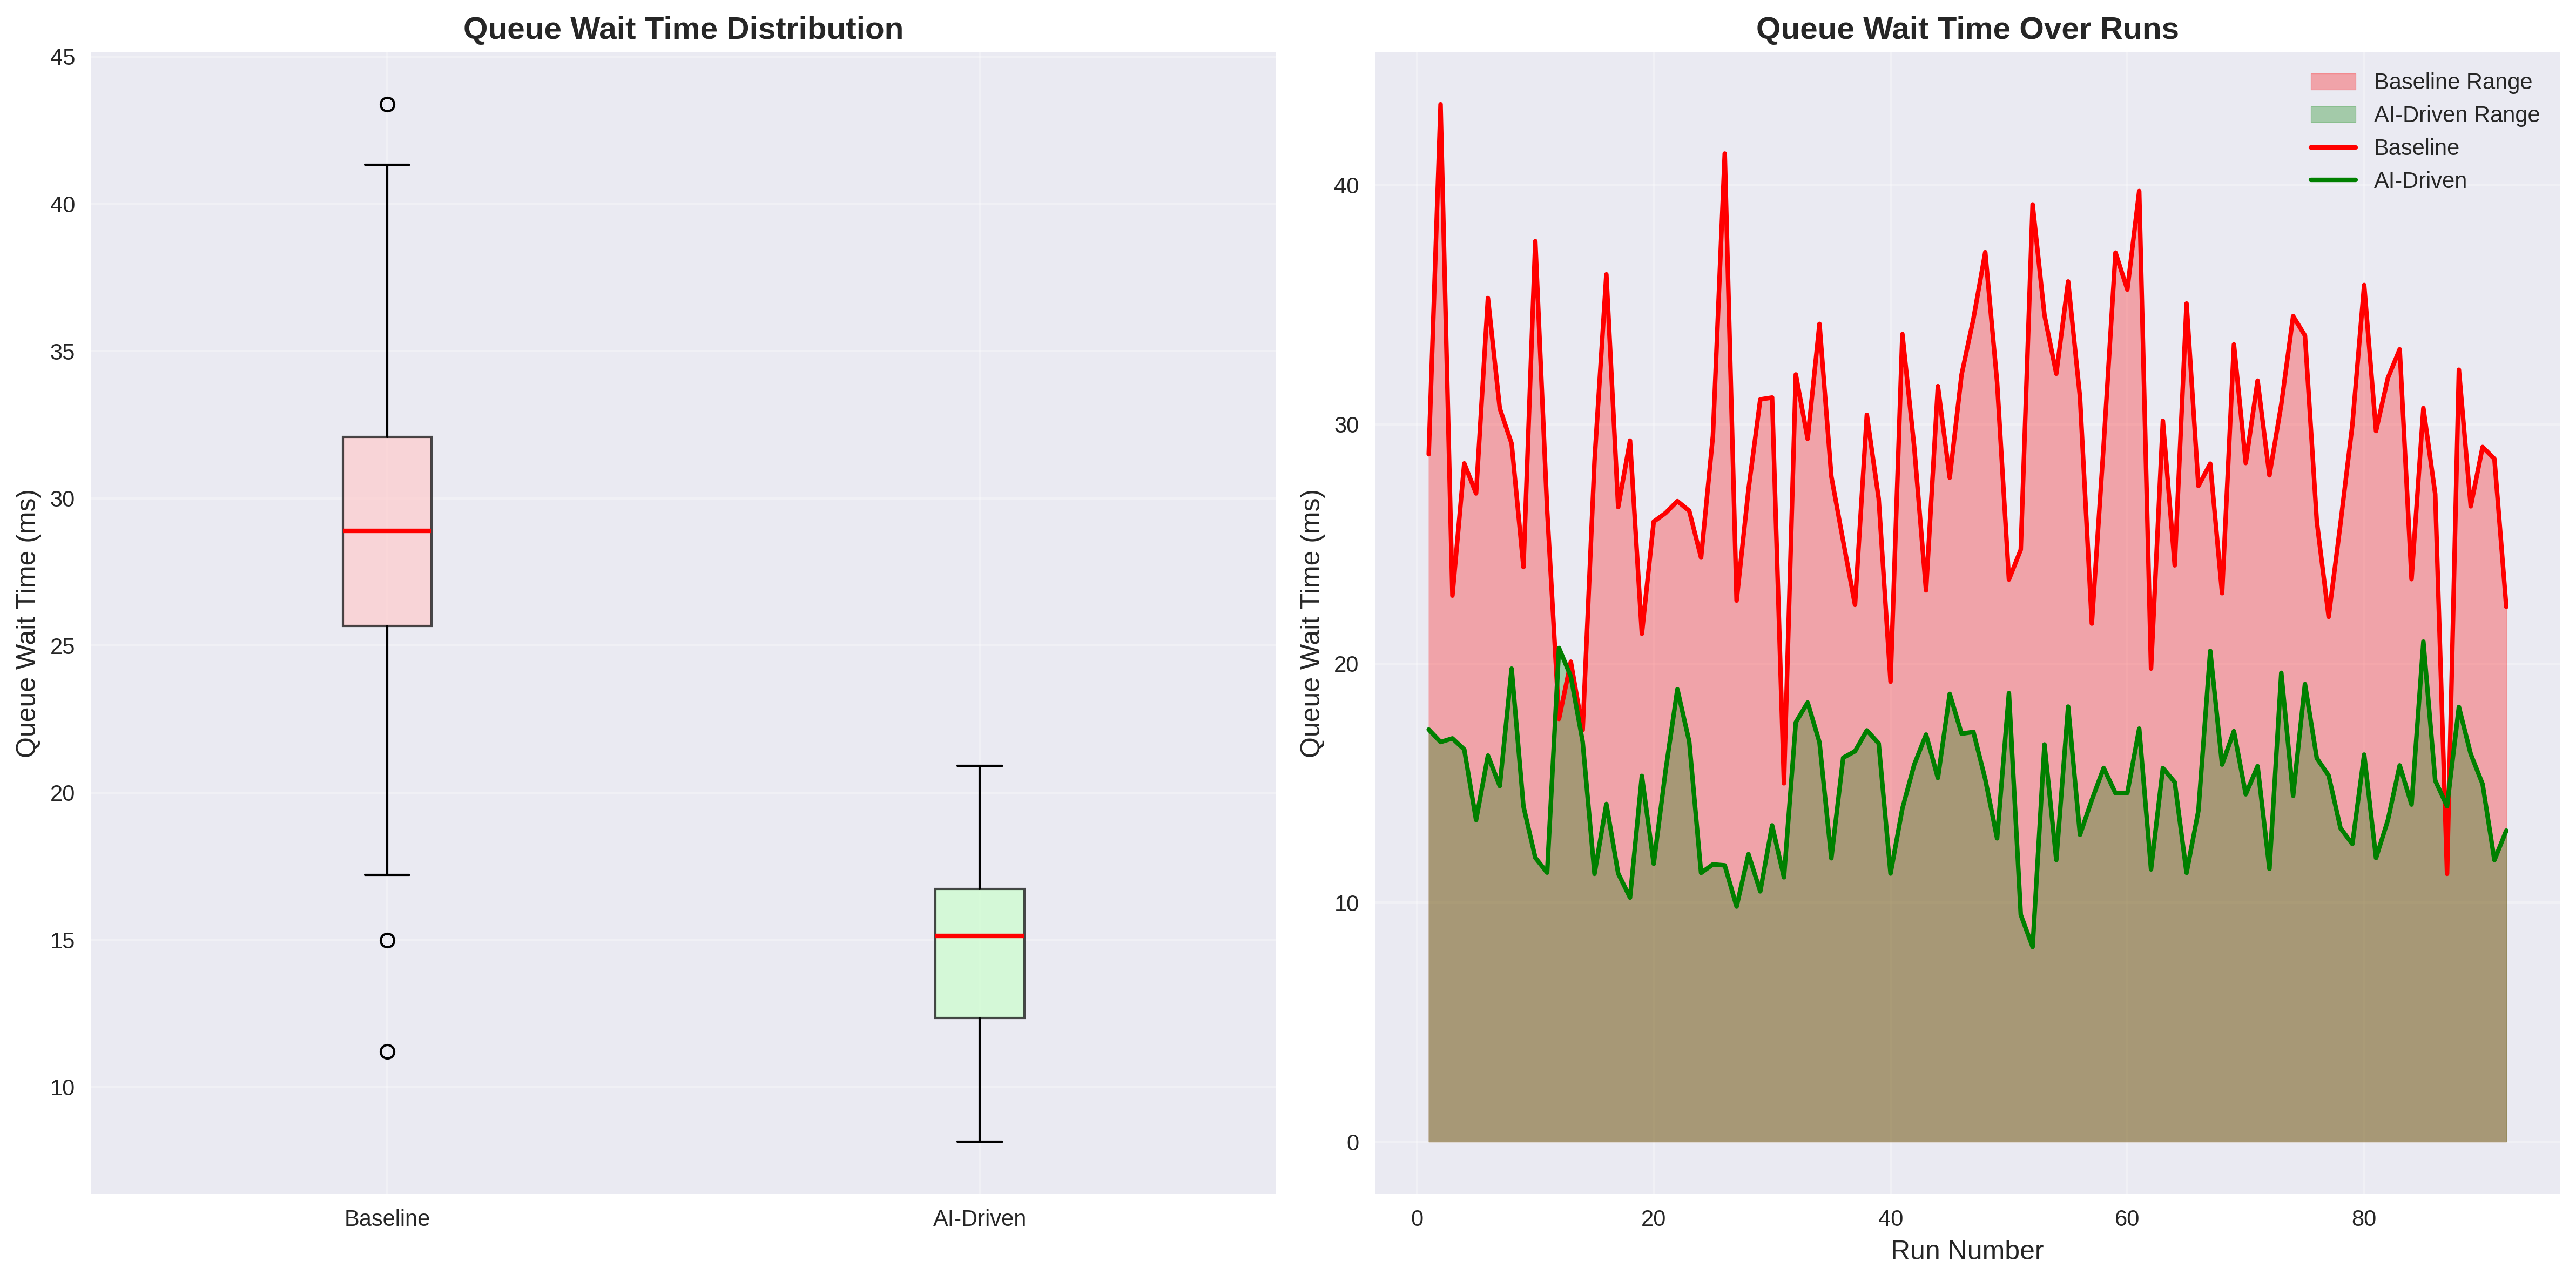 Queue Wait Time Distribution
Queue Wait Time (ms)
45
40
35
30
25
20
15
10
Baseline
AI-Driven
Queue Wait Time Over Runs
Queue Wait Time (ms)
40
30
20
10
0
0
20
40
60
80
Run Number
Baseline Range
AI-Driven Range
Baseline
AI-Driven